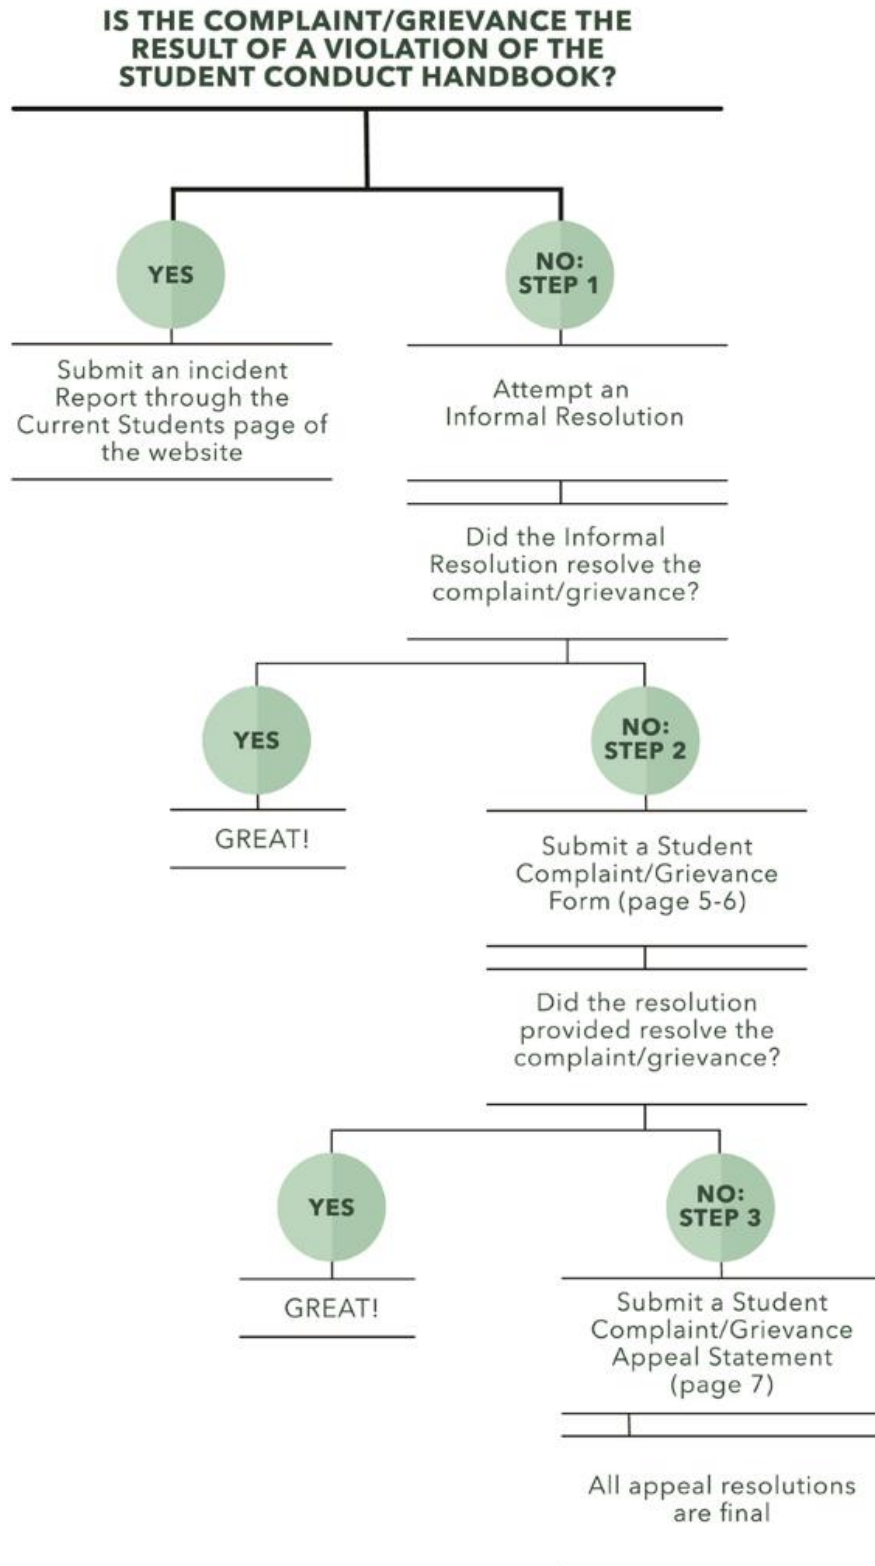 IS THE COMPLAINT/GRIEVANCE THE
RESULT OF A VIOLATION OF THE
STUDENT CONDUCT HANDBOOK?
YES
NO:
STEP 1
Submit an incident
Report through the
Current Students page of
the website
Attempt an
Informal Resolution
Did the Informal
Resolution resolve the
complaint/grievance?
YES
NO:
STEP 2
GREAT!
Submit a Student
Complaint/Grievance
Form (page 5-6)
Did the resolution
provided resolve the
complaint/grievance?
YES
NO:
STEP 3
GREAT!
Submit a Student
Complaint/Grievance
Appeal Statement
(page 7)
All appeal resolutions
are final